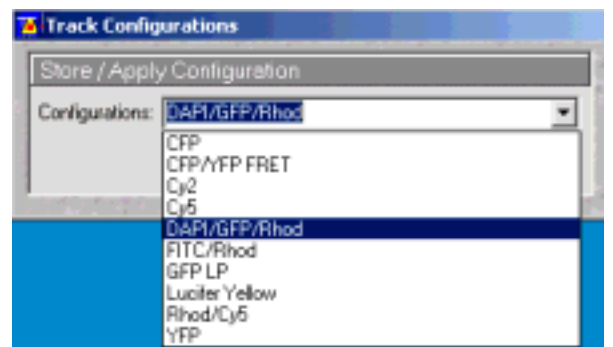 Track Configurations
Store / Apply Configuration
Configurations: DAPI/GFP/Rhod
CFP
CFP/YFP FRET
Cy2
Cy5
DAPI/GFP/Rhod
FITC/Rhod
GFP LP
Lucifer Yellow
Rhod/Cy5
YFP